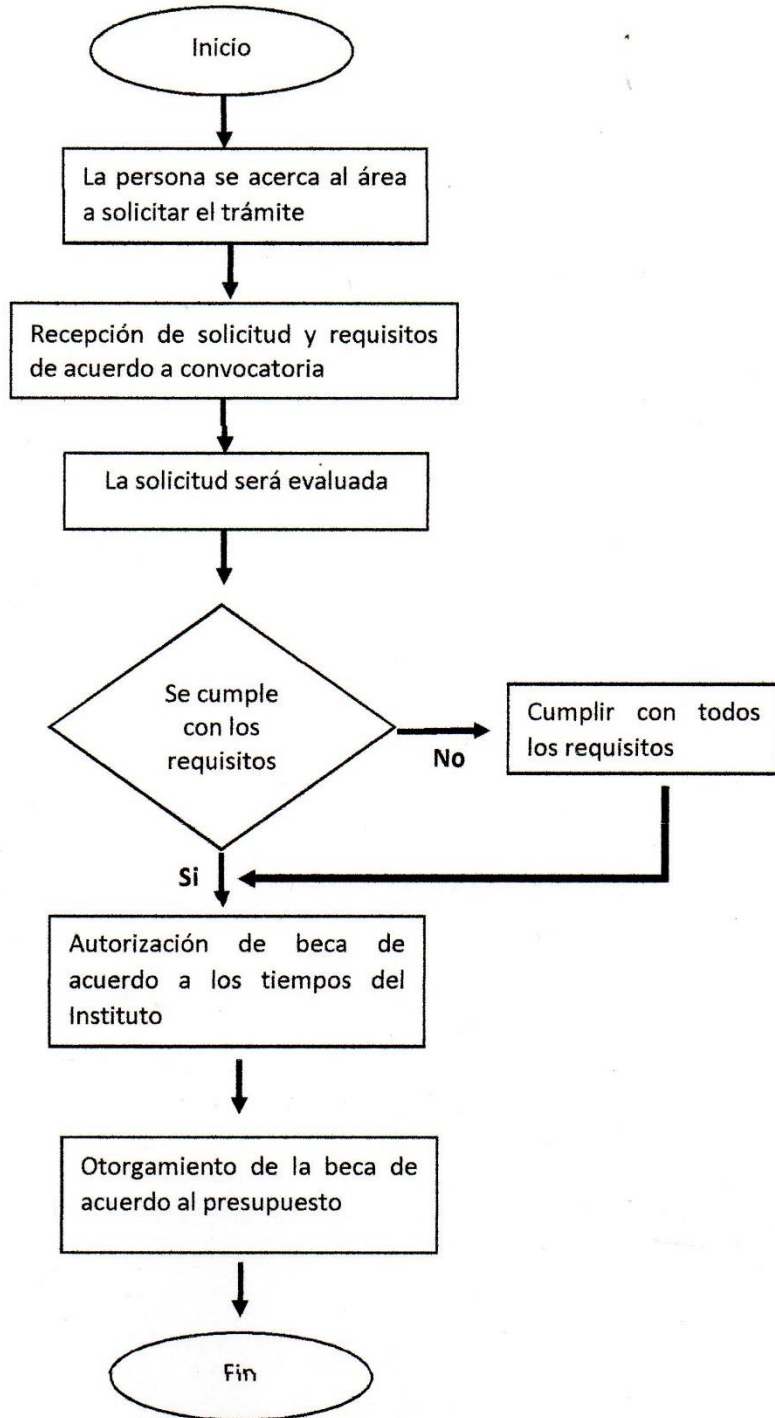 Inicio
La persona se acerca al área
a solicitar el trámite
Recepción de solicitud y requisitos
de acuerdo a convocatoria
La solicitud será evaluada
Se cumple
con los
requisitos
No
Cumplir con todos
los requisitos
Si
Autorización de beca de
acuerdo a los tiempos del
Instituto
Otorgamiento de la beca de
acuerdo al presupuesto
Fin